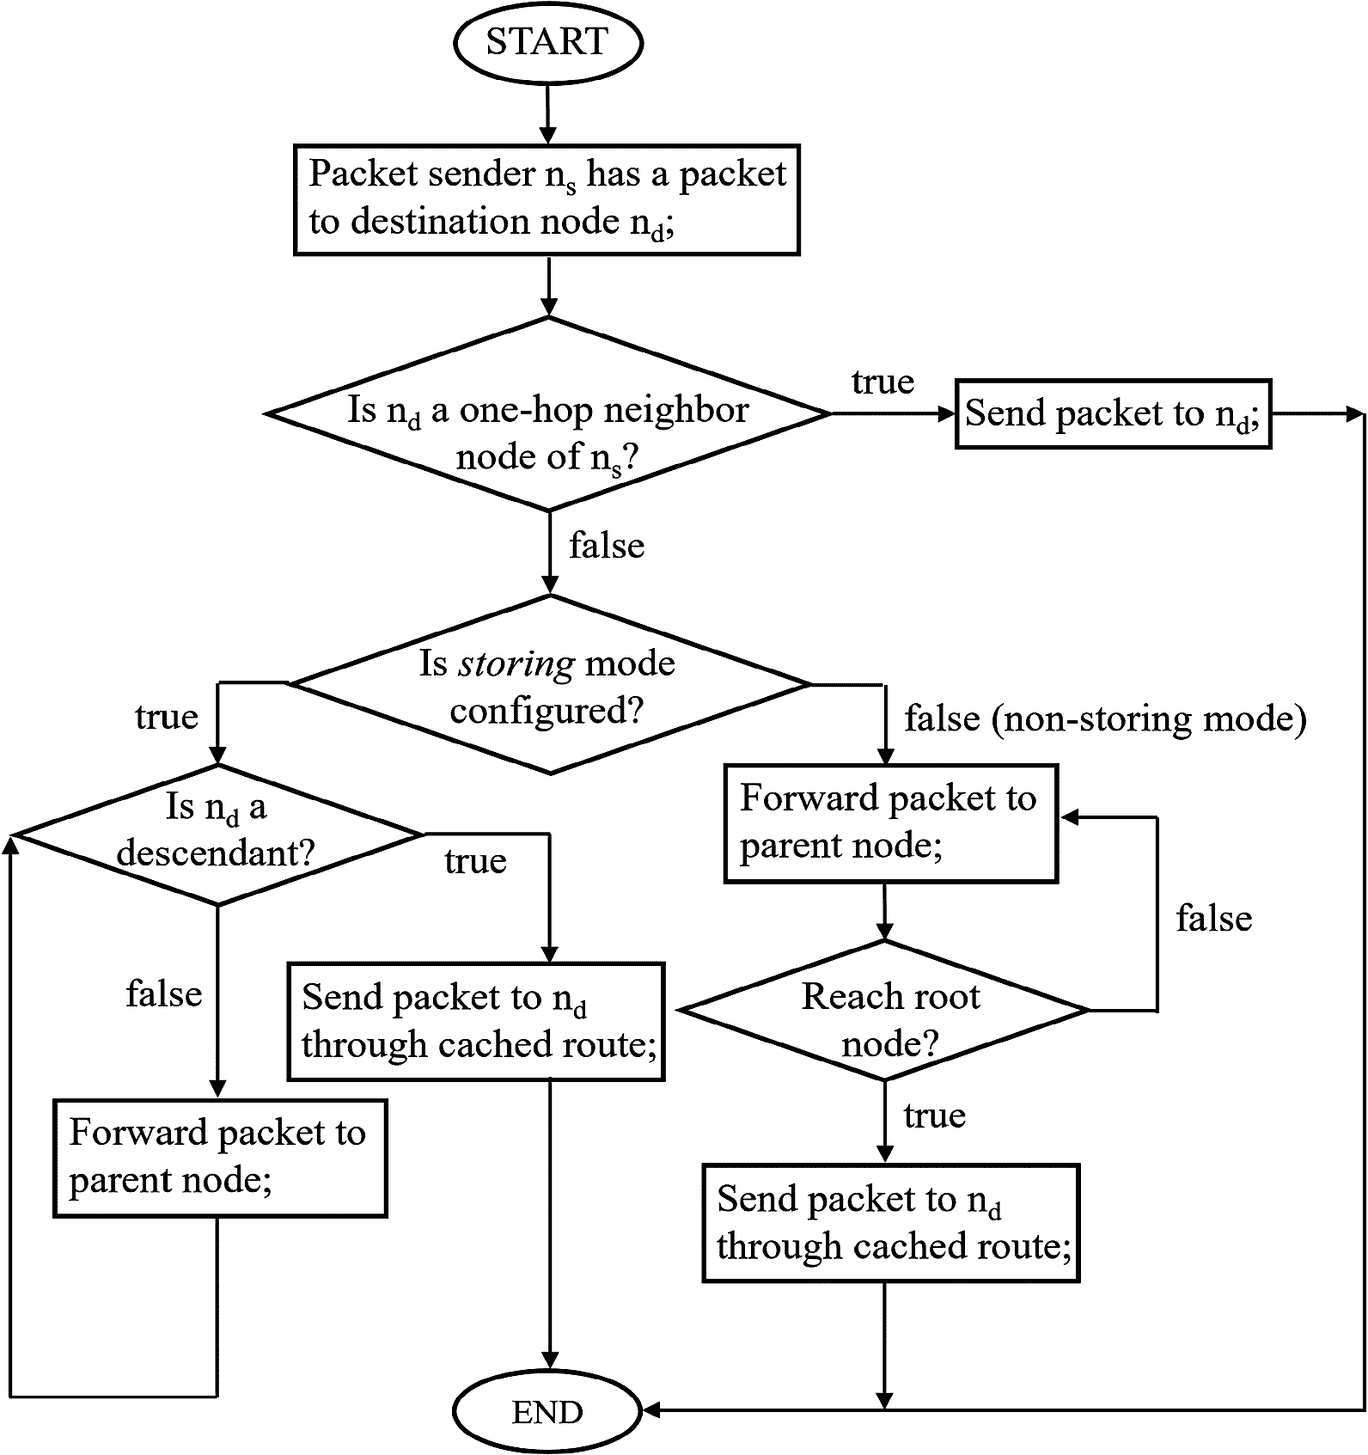 START
Packet sender ns has a packet
to destination node nd;
Is nd a one-hop neighbor
node of ns?
true
Send packet to nd;
false
Is storing mode
configured?
true
false (non-storing mode)
Is nd a
descendant?
true
Forward packet to
parent node;
false
false
Send packet to nd
through cached route;
Reach root
node?
Forward packet to
parent node;
true
Send packet to nd
through cached route;
END